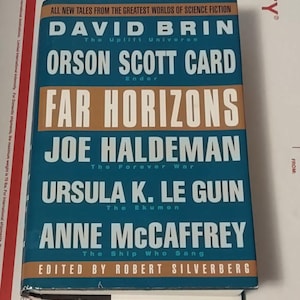 ALL NEW TALES FROM THE GREATEST WORLDS OF SCIENCE FICTION
DAVID BRIN
The Uplift Universe
ORSON SCOTT CARD
Ender
FAR HORIZONS
JOE HALDEMAN
The Forever War
URSULA K. LE GUIN
The Ekumen
ANNE McCAFFREY
The Ship Who Sang
EDITED BY ROBERT SILVERBERG
FROM